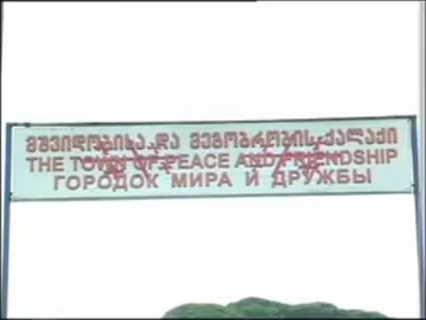 მშვიდობისა და მეგობრობის ქალაქი
THE TOWN OF PEACE AND FRIENDSHIP
ГОРОДОК МИРА И ДРУЖБЫ